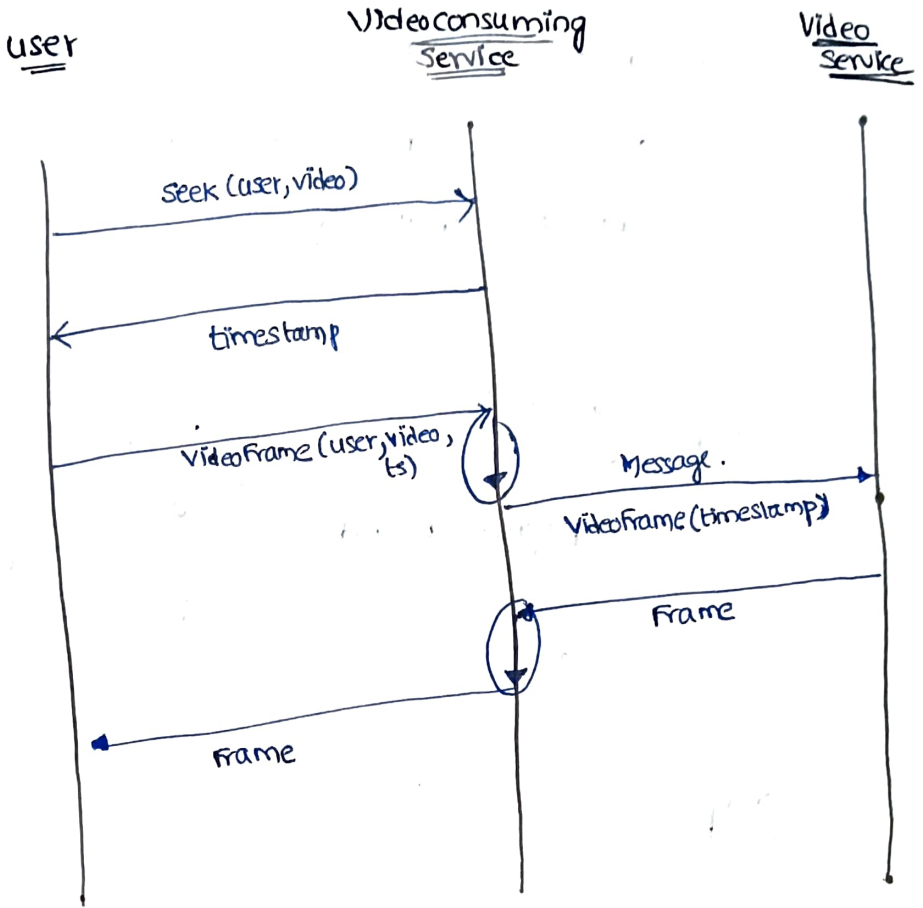 user
Videoconsuming
Service
Video
Service
Seek (user, video)
timestamp
VideoFrame (user, video,
ts)
Message.
VideoFrame (timestamp)
Frame
Frame